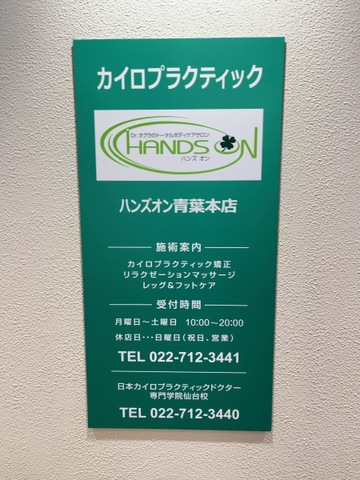 カイロプラクティック
Dr.オグラのトータルボディケアサロン
HANDS ON
ハンズ オン
ハンズオン青葉本店
施術案内
カイロプラクティック矯正
リラクゼーションマッサージ
レッグ&フットケア
受付時間
月曜日～土曜日 10:00～20:00
休店日･･･日曜日(祝日、営業)
TEL 022-712-3441
日本カイロプラクティックドクター
専門学院仙台校
TEL 022-712-3440